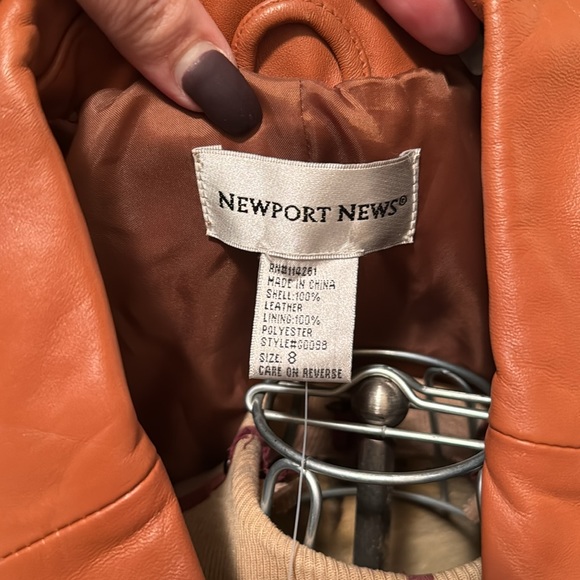 NEWPORT NEWS®
RN#114261
MADE IN CHINA
SHELL:100%
LEATHER
LINING:100%
POLYESTER
STYLE#G0098
SIZE: 8
CARE ON REVERSE